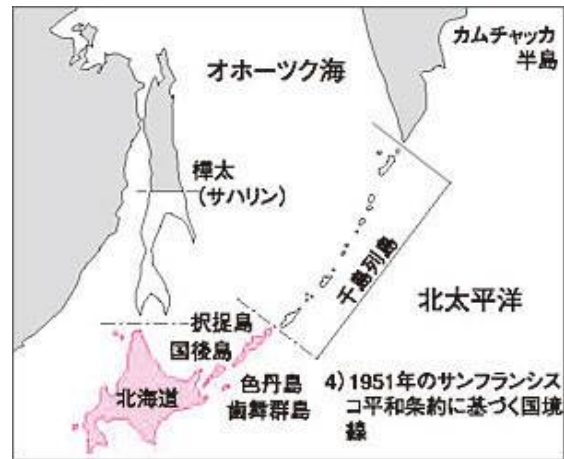 カムチャッカ
半島
オホーツク海
樺太
（サハリン）
千島列島
北太平洋
択捉島
国後島
色丹島
歯舞群島
北海道
4）1951年のサンフランシス
コ平和条約に基づく国境
線